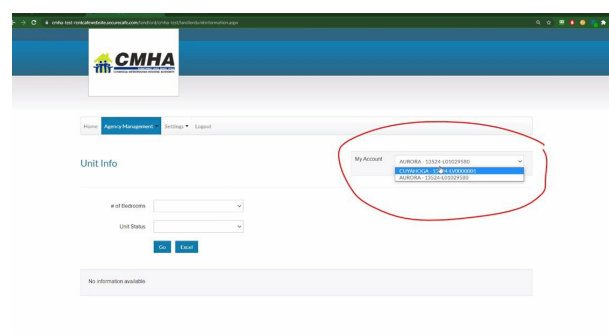 CMHA
CUYAHOGA METROPOLITAN HOUSING AUTHORITY
Home Agency Management Settings Logout
Unit Info
My Account
AURORA - 13524-L01029580
AURORA - 13524-L01029580
# of Bedrooms
Unit Status
Go Excel
No information available